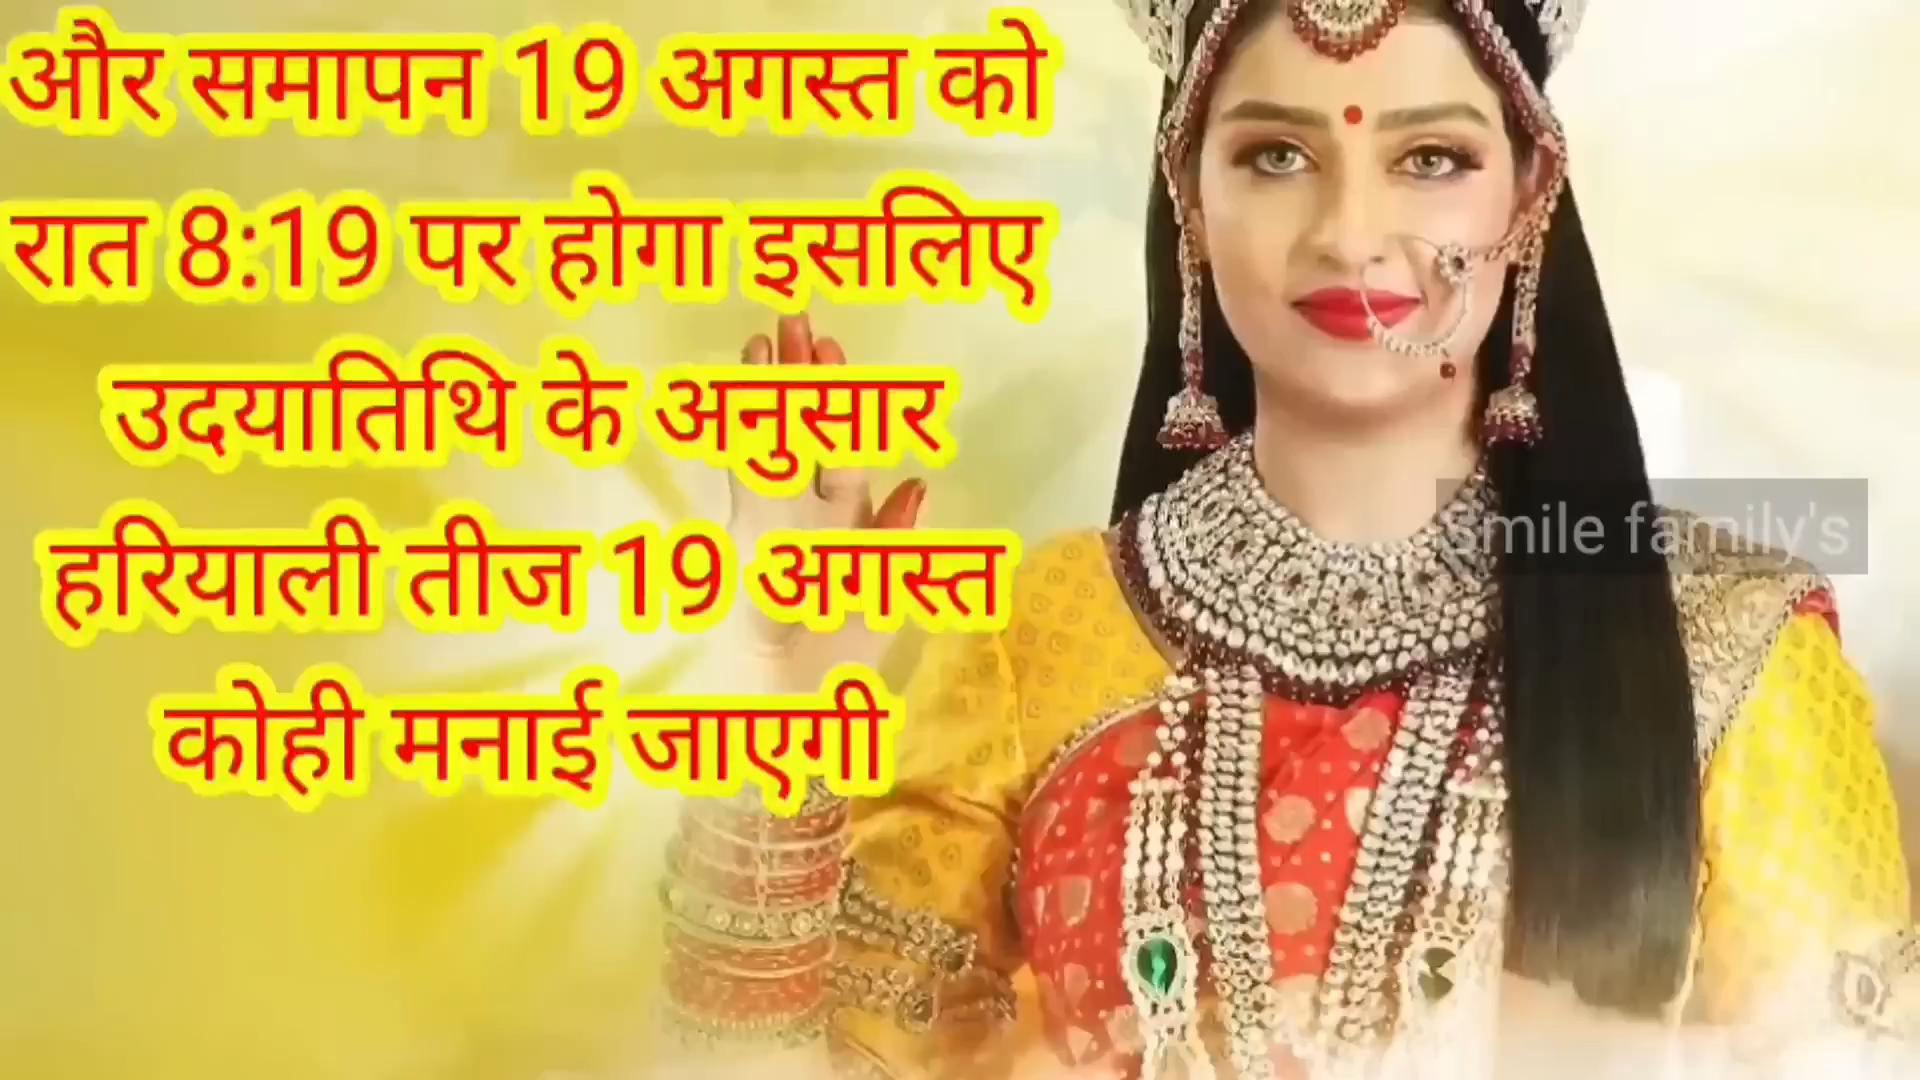 और समापन 19 अगस्त को
रात 8:19 पर होगा इसलिए
उदयातिथि के अनुसार
हरियाली तीज 19 अगस्त
कोही मनाई जाएगी
Smile family's